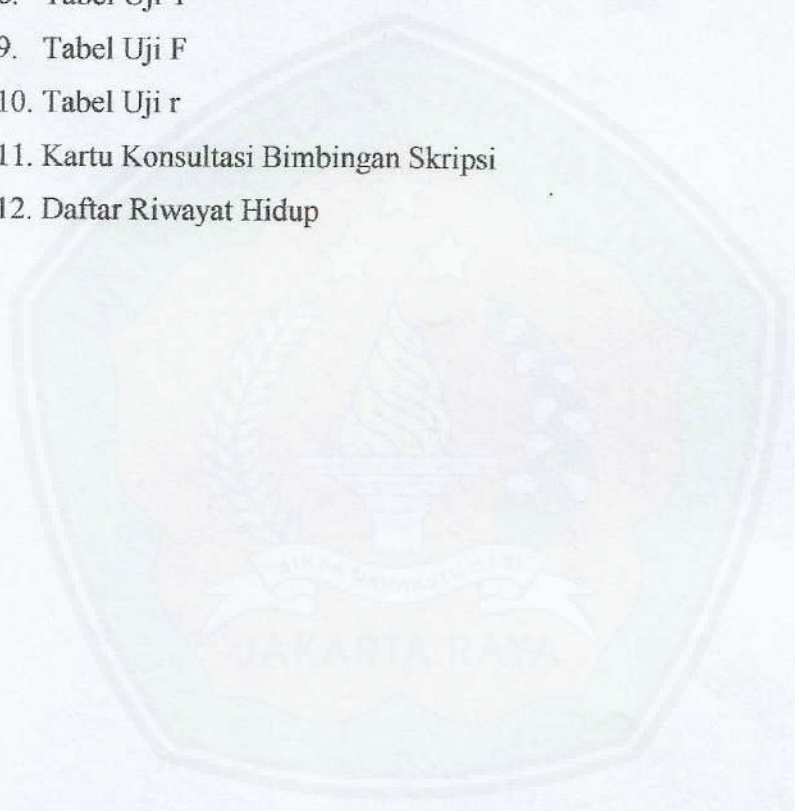 9. Tabel Uji F
10. Tabel Uji r
11. Kartu Konsultasi Bimbingan Skripsi
12. Daftar Riwayat Hidup
JAKARTA RAYA